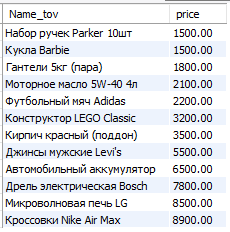 Name_tov price
Набор ручек Parker 10шт 1500.00
Кукла Barbie 1500.00
Гантели 5кг (пара) 1800.00
Моторное масло 5W-40 4л 2100.00
Футбольный мяч Adidas 2200.00
Конструктор LEGO Classic 3200.00
Кирпич красный (поддон) 3500.00
Джинсы мужские Levi's 5500.00
Автомобильный аккумулятор 6500.00
Дрель электрическая Bosch 7800.00
Микроволновая печь LG 8500.00
Кроссовки Nike Air Max 8900.00